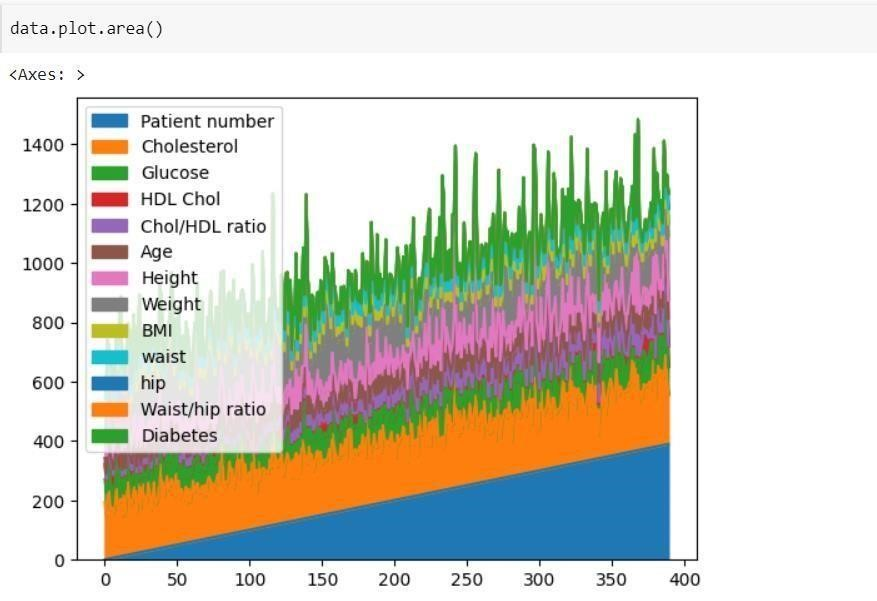 data.plot.area()
<Axes: >
Patient number
Cholesterol
Glucose
HDL Chol
Chol/HDL ratio
Age
Height
Weight
BMI
waist
hip
Waist/hip ratio
Diabetes
1400
1200
1000
800
600
400
200
0
0 50 100 150 200 250 300 350 400